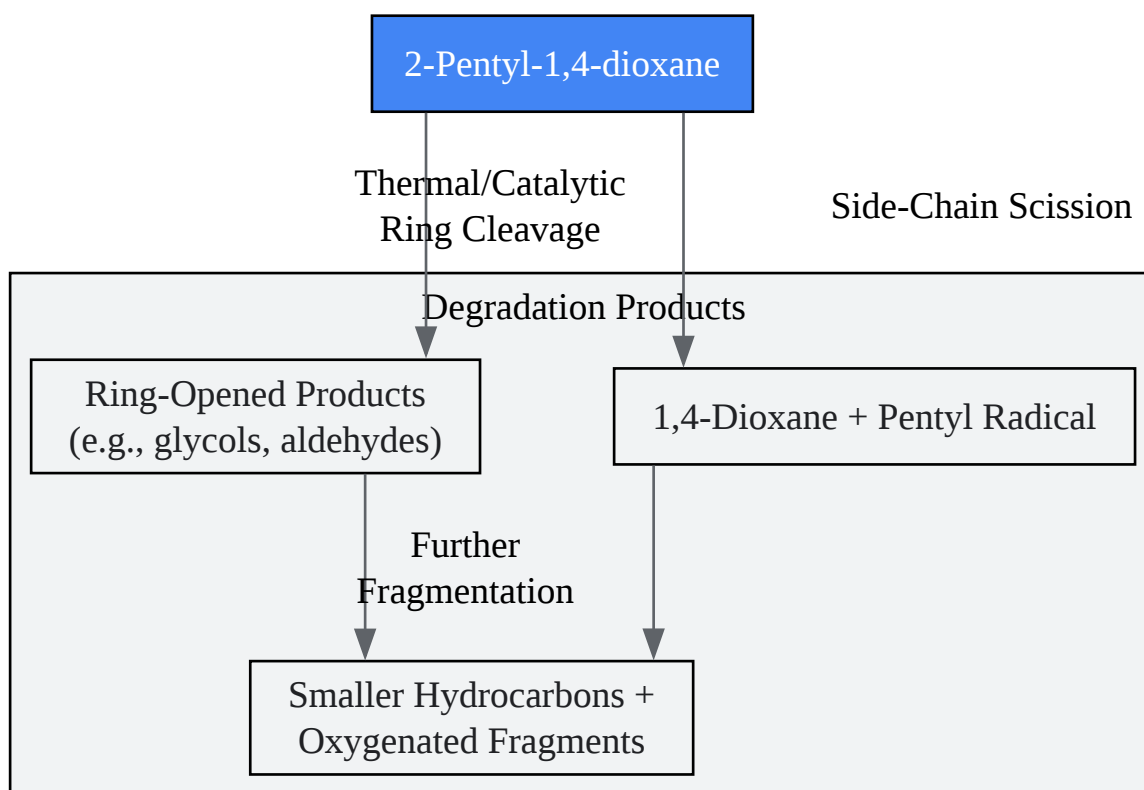 2-Pentyl-1,4-dioxane
Thermal/Catalytic
Ring Cleavage
Side-Chain Scission
Degradation Products
Ring-Opened Products
(e.g., glycols, aldehydes)
1,4-Dioxane + Pentyl Radical
Further
Fragmentation
Smaller Hydrocarbons +
Oxygenated Fragments